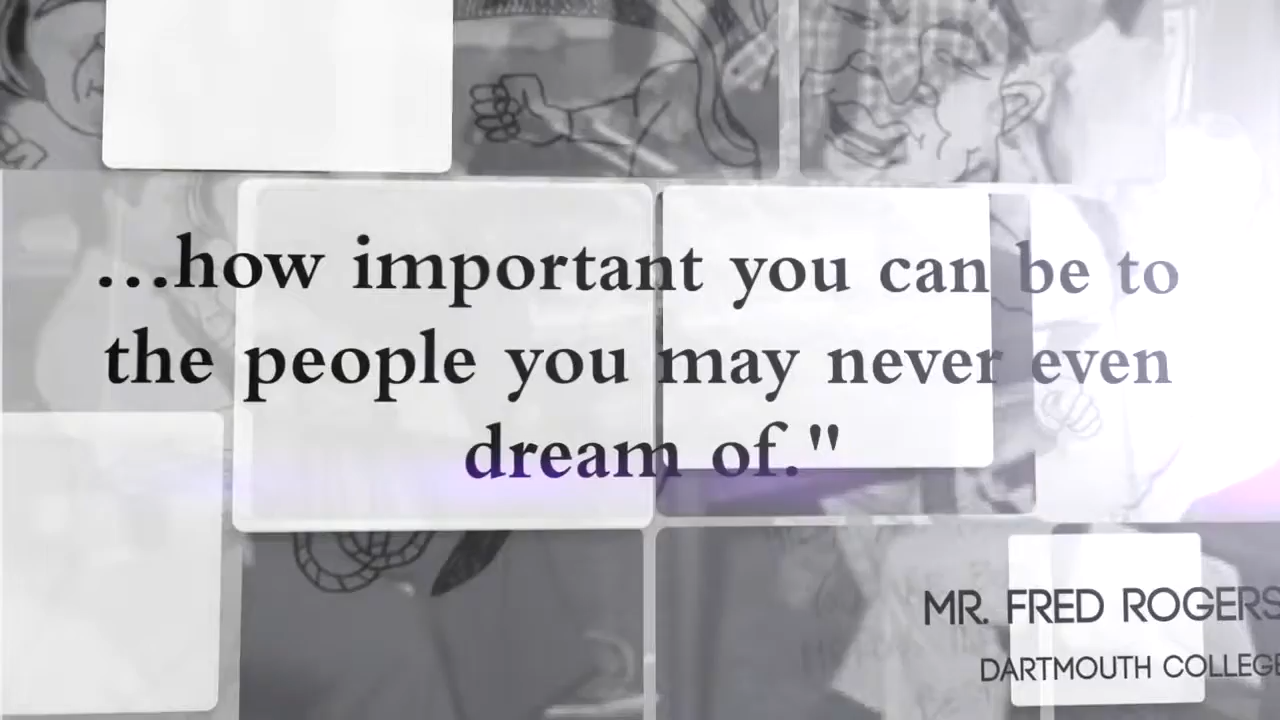 ...how important you can be to
the people you may never even
dream of."
MR. FRED ROGERS
DARTMOUTH COLLEGE